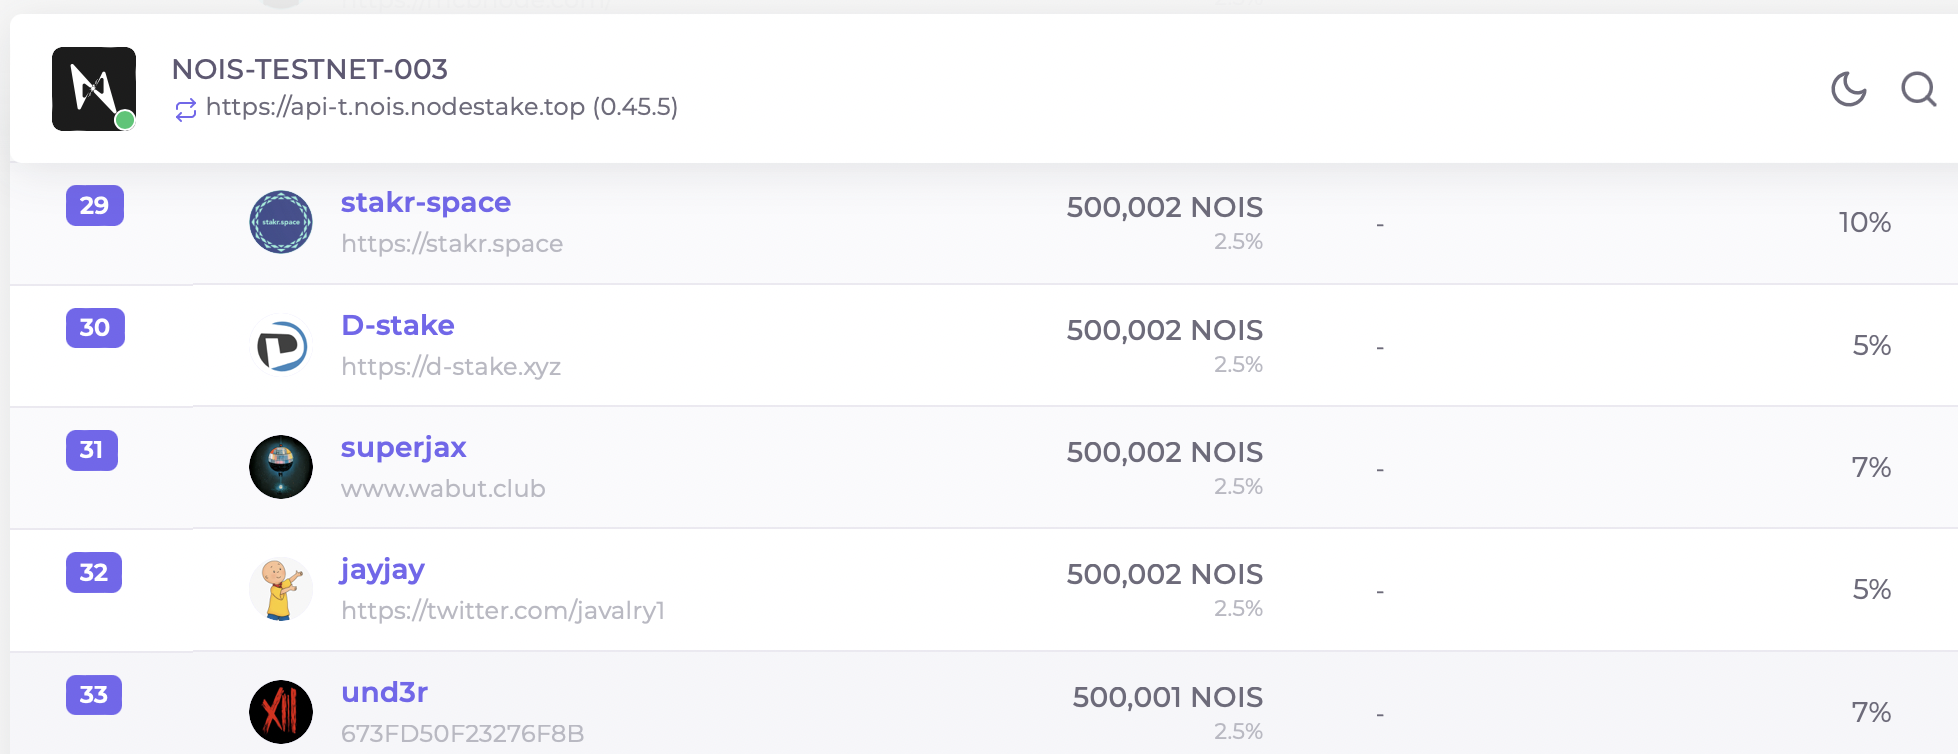 NOIS-TESTNET-003
https://api-t.nois.nodestake.top (0.45.5)
29
stakr.space
stakr-space
https://stakr.space
500,002 NOIS
2.5%
-
10%
30
D-stake
https://d-stake.xyz
500,002 NOIS
2.5%
-
5%
31
superjax
www.wabut.club
500,002 NOIS
2.5%
-
7%
32
jayjay
https://twitter.com/javalry1
500,002 NOIS
2.5%
-
5%
33
XIII
und3r
673FD50F23276F8B
500,001 NOIS
2.5%
-
7%